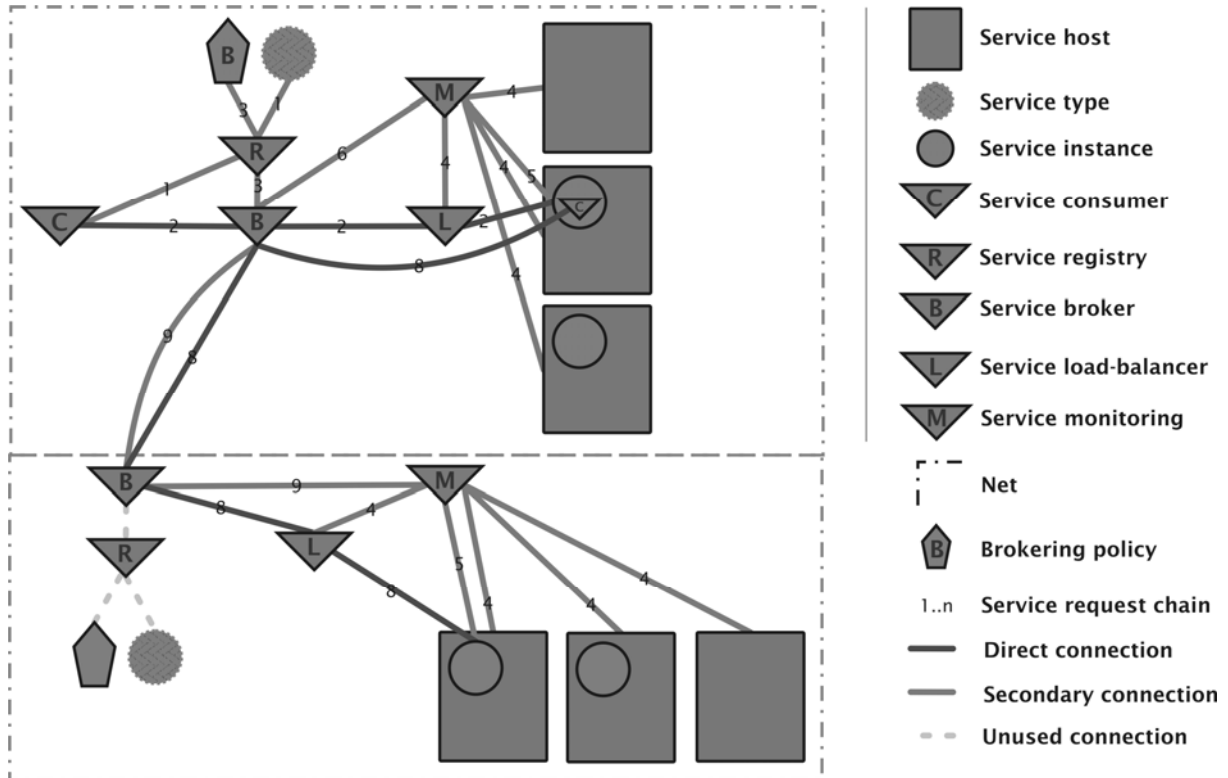 B
3
1
M
4
R
6
4
4
5
1
3
C
2
B
2
L
2
C
8
4
9
8
B
9
M
8
4
R
L
5
4
8
4
4
Service host
Service type
Service instance
C
Service consumer
R
Service registry
B
Service broker
L
Service load-balancer
M
Service monitoring
Net
B
Brokering policy
1..n
Service request chain
Direct connection
Secondary connection
Unused connection